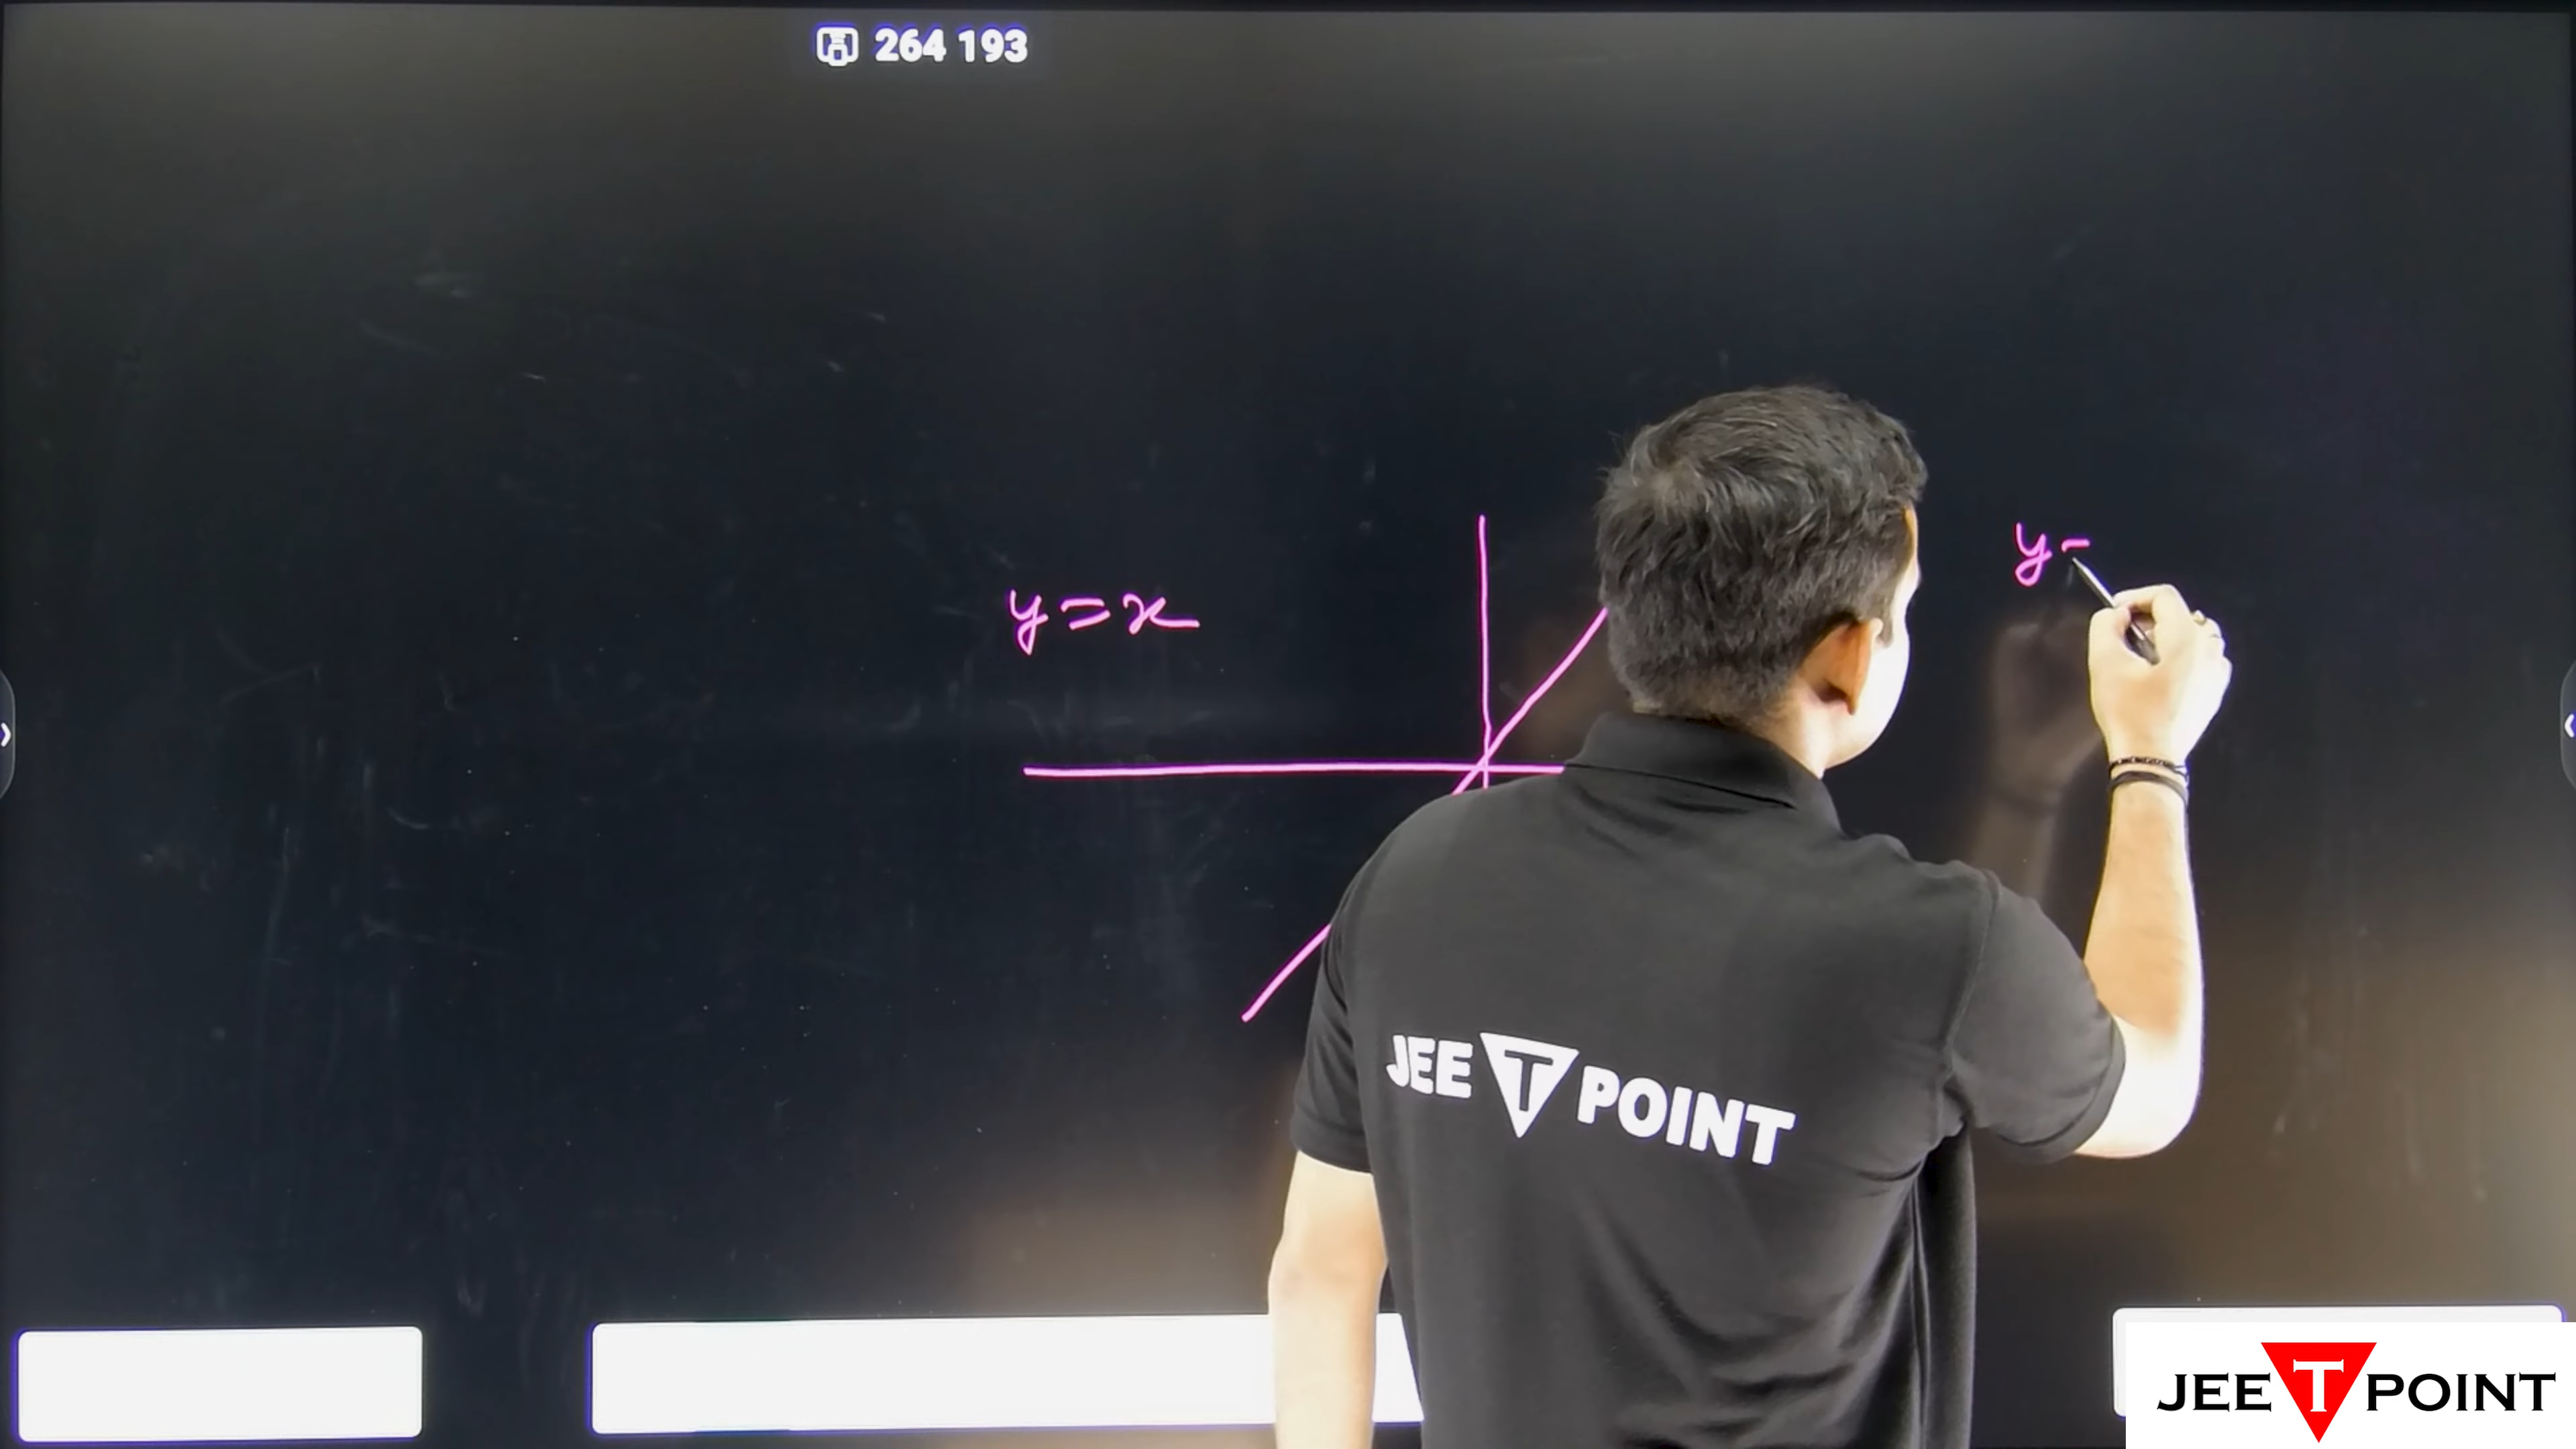 264 193
y = x
y -
JEE T POINT
JEE T POINT